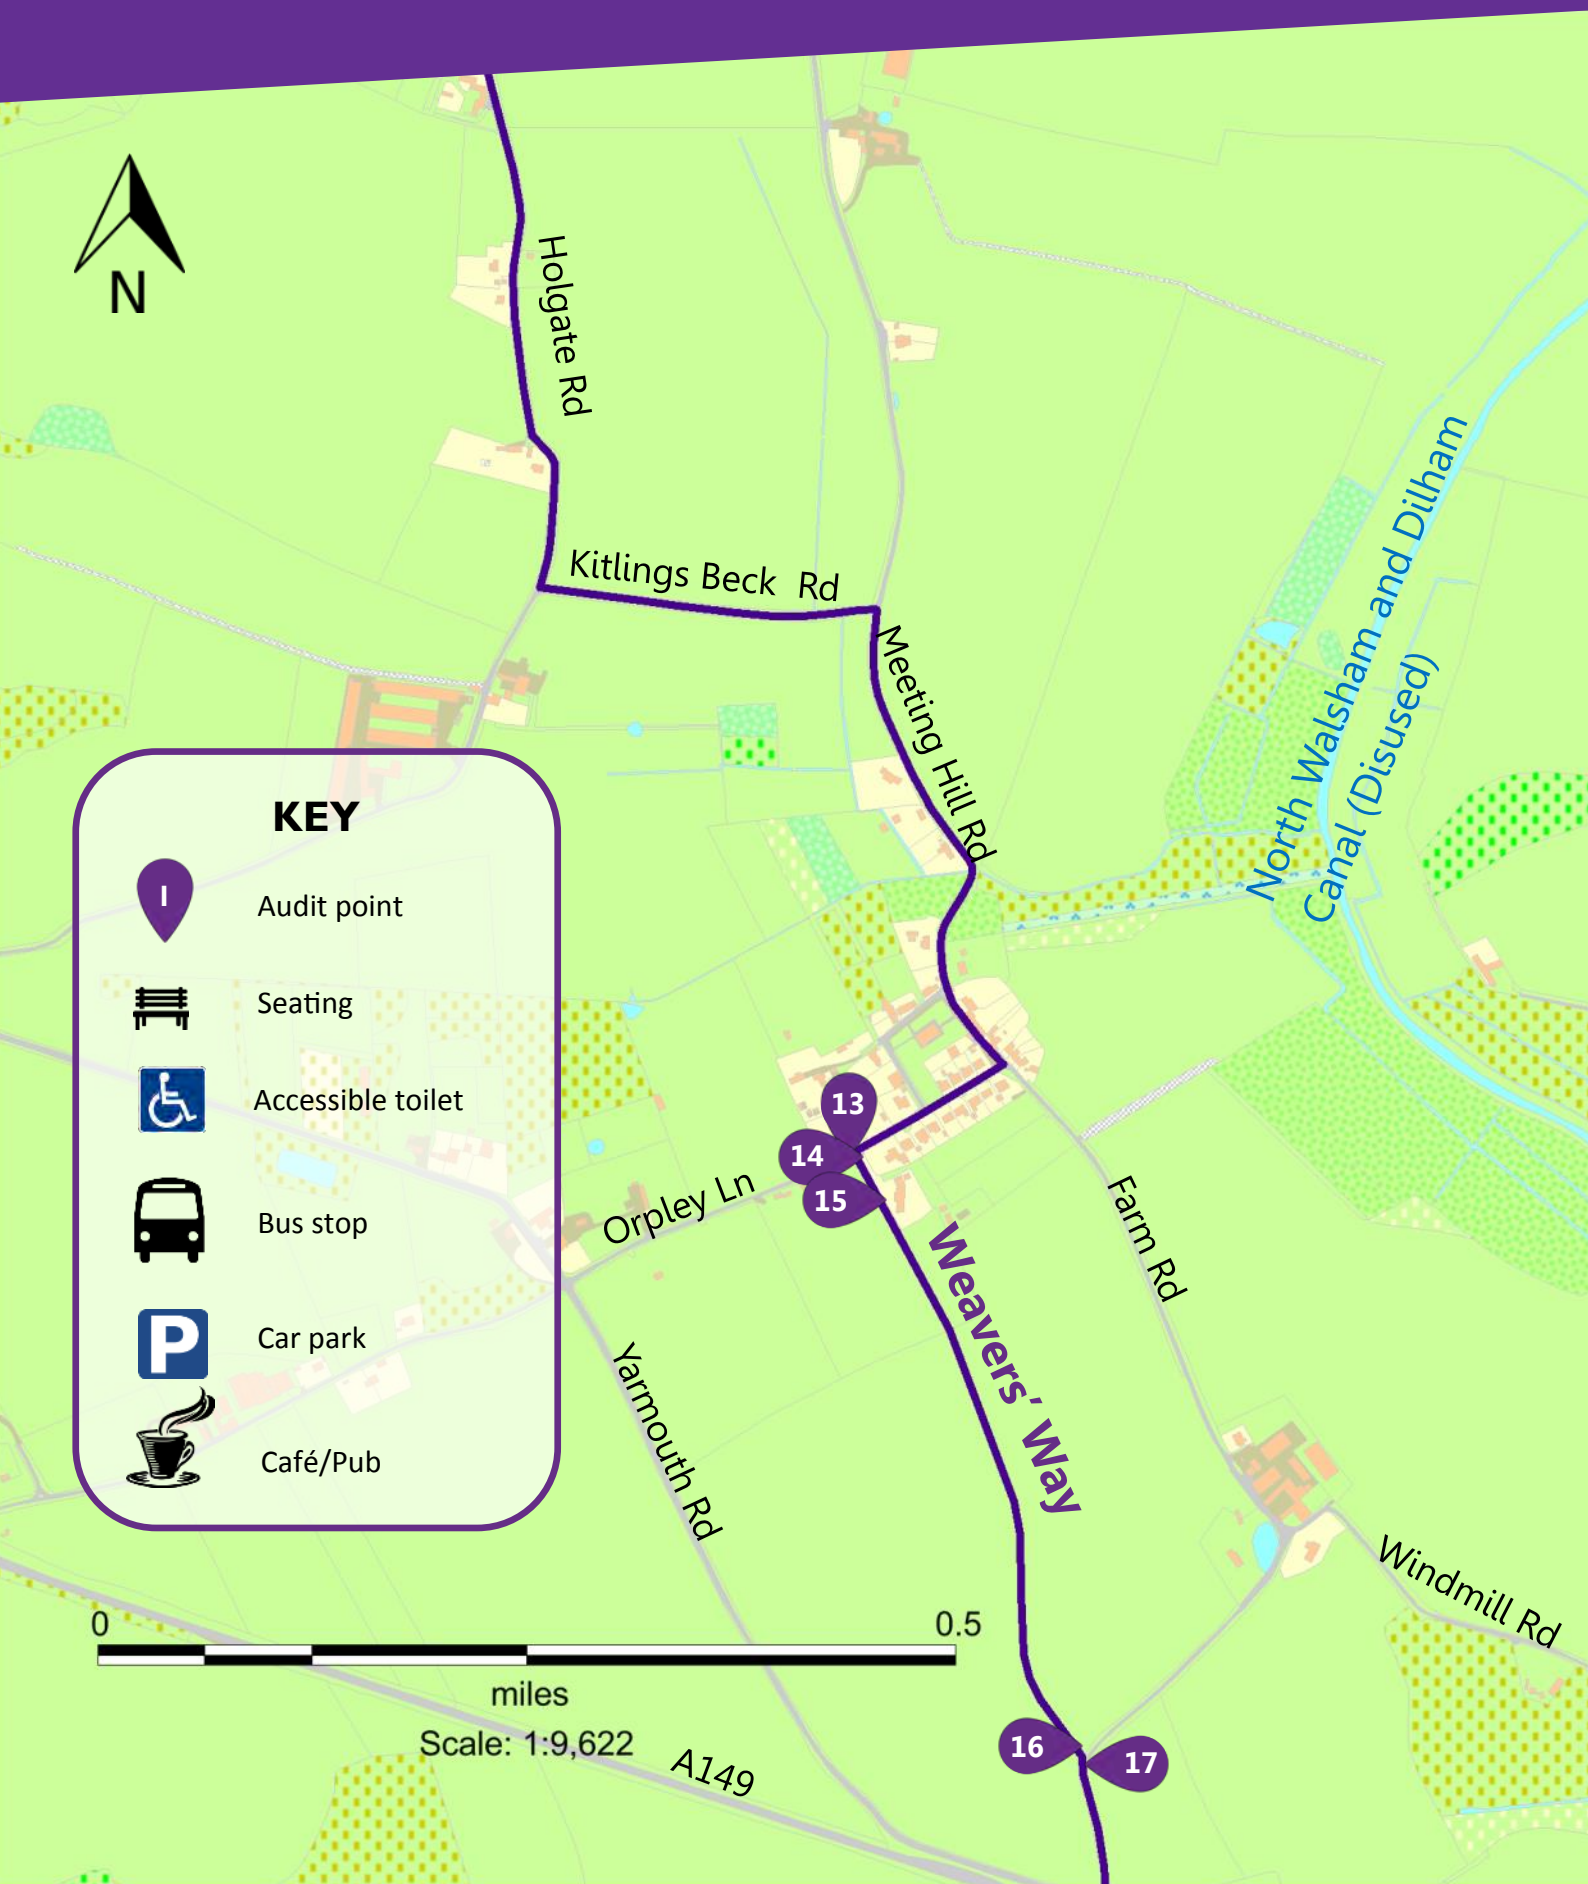 N
Holgate Rd
Kitlings Beck Rd
Meeting Hill Rd
North Walsham and Dilham
Canal (Disused)
KEY
I
Audit point
Seating
Accessible toilet
Bus stop
P
Car park
Café/Pub
13
14
15
Orpley Ln
Weavers’ Way
Farm Rd
Yarmouth Rd
Windmill Rd
0
0.5
miles
Scale: 1:9,622
A149
16
17